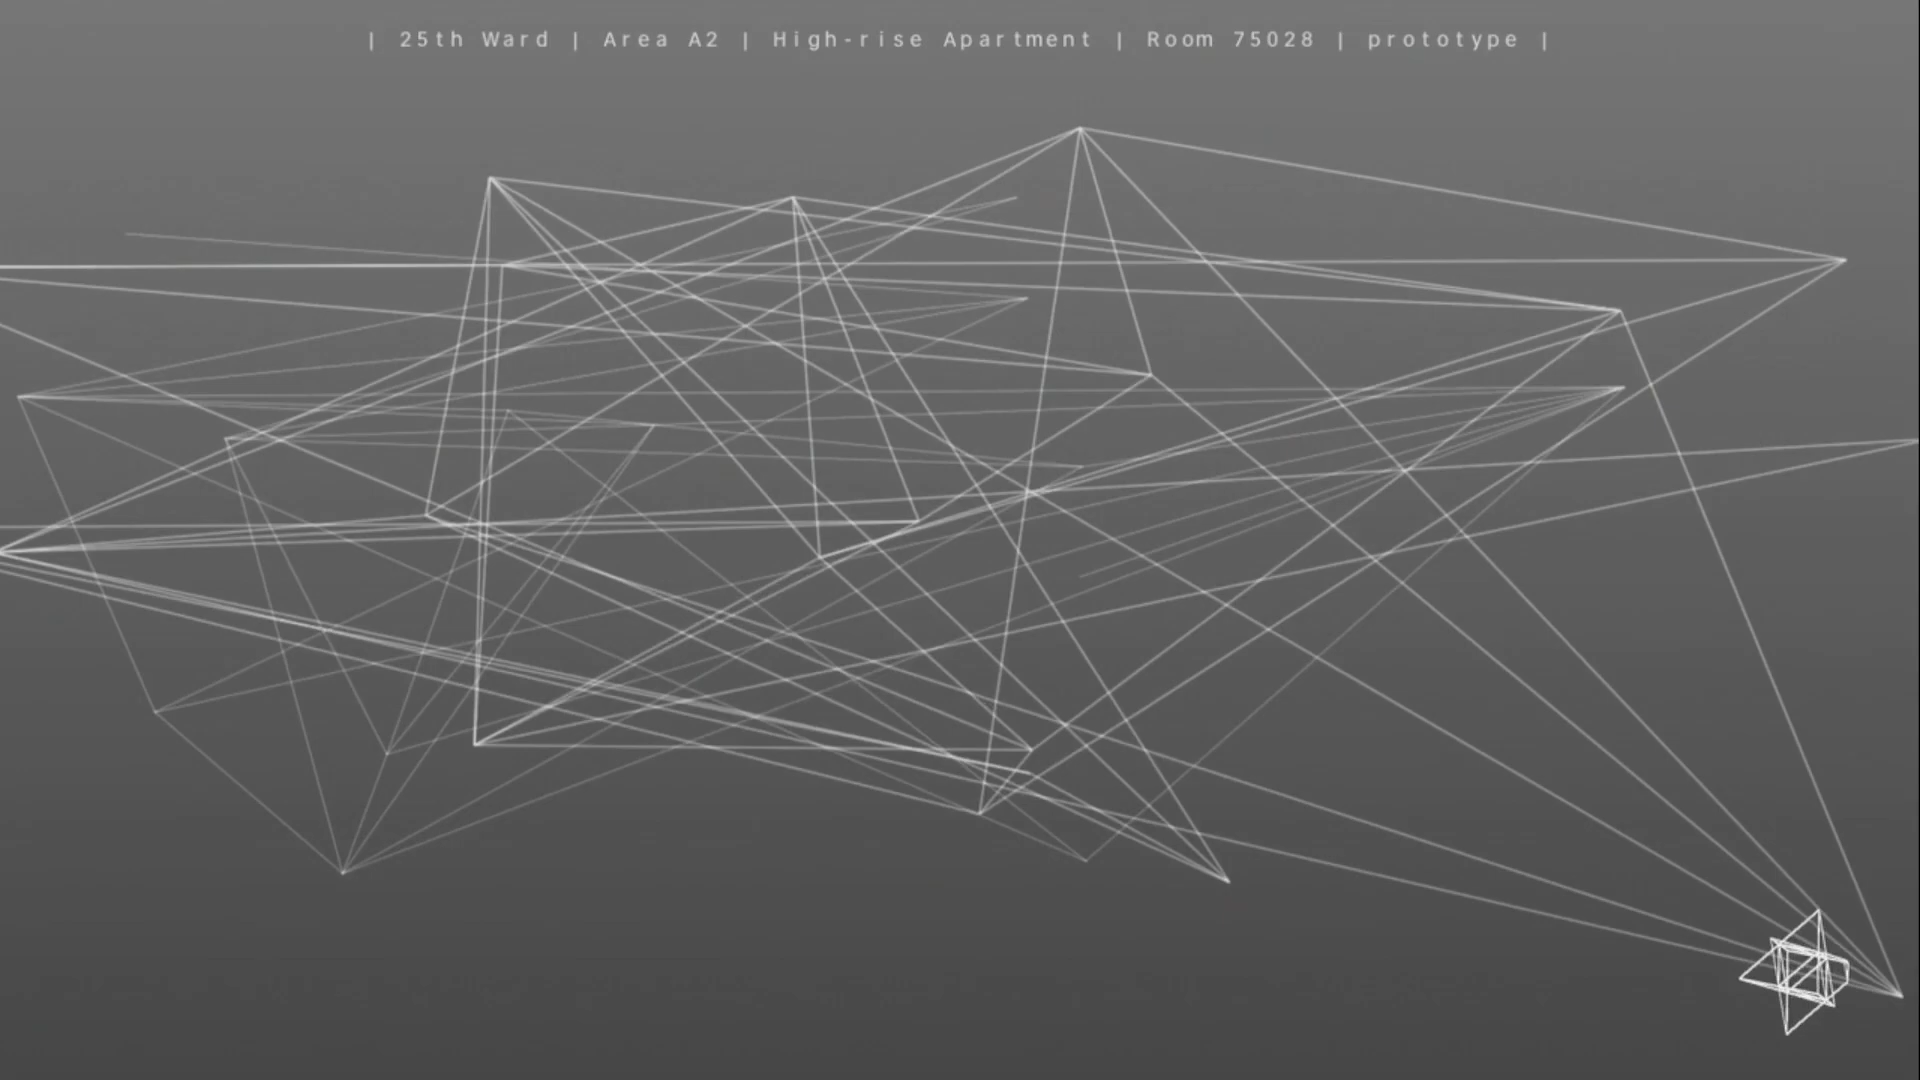 | 25th Ward | Area A2 | High-rise Apartment | Room 75028 | prototype |